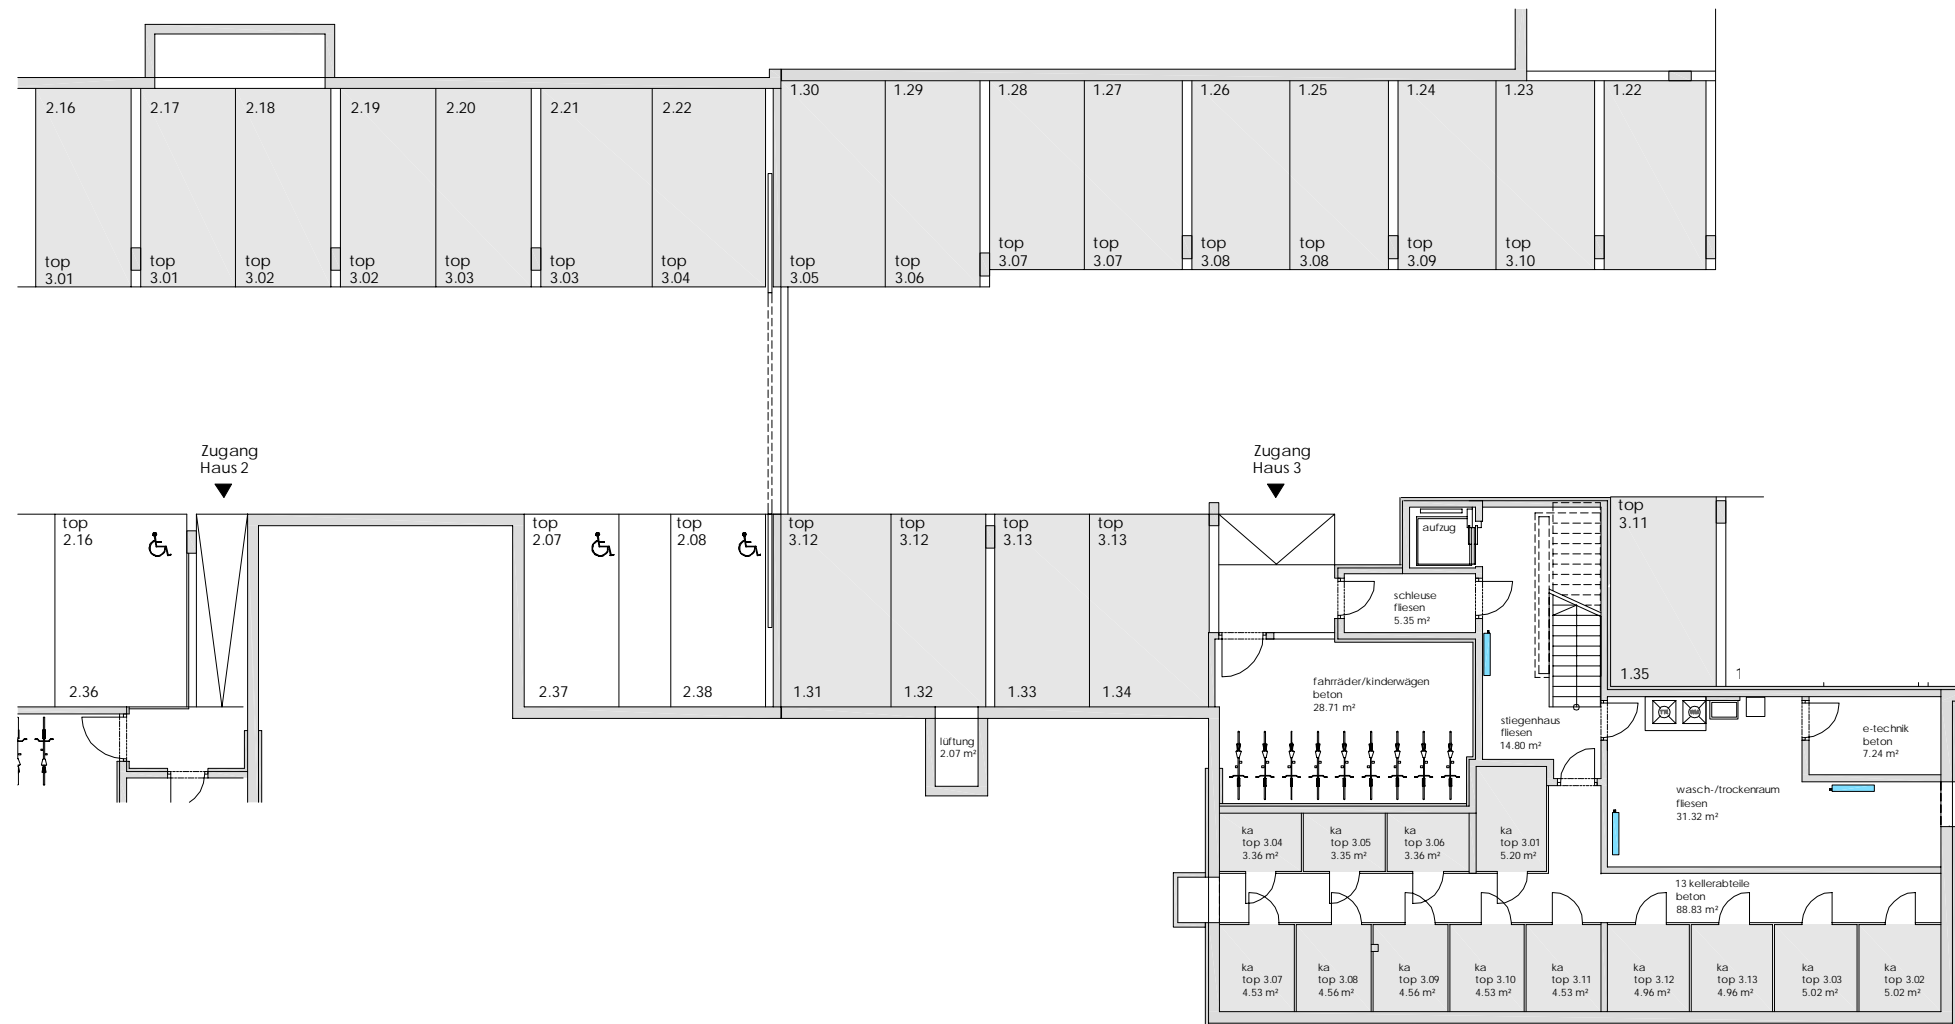 2.16
2.17
2.18
2.19
2.20
2.21
2.22
1.30
1.29
1.28
1.27
1.26
1.25
1.24
1.23
1.22
top
3.01
top
3.01
top
3.02
top
3.02
top
3.03
top
3.03
top
3.04
top
3.05
top
3.06
top
3.07
top
3.07
top
3.08
top
3.08
top
3.09
top
3.10
Zugang
Haus 2
Zugang
Haus 3
top
2.16
2.36
top
2.07
2.37
top
2.08
2.38
top
3.12
1.31
top
3.12
1.32
top
3.13
1.33
top
3.13
1.34
aufzug
top
3.11
1.35
1
schleuse
fliesen
5.35 m²
fahrräder/kinderwägen
beton
28.71 m²
stiegenhaus
fliesen
14.80 m²
lüftung
2.07 m²
e-technik
beton
7.24 m²
wasch-/trockenraum
fliesen
31.32 m²
ka
top 3.04
3.36 m²
ka
top 3.05
3.35 m²
ka
top 3.06
3.36 m²
ka
top 3.01
5.20 m²
13 kellerabteile
beton
88.83 m²
ka
top 3.07
4.53 m²
ka
top 3.08
4.56 m²
ka
top 3.09
4.56 m²
ka
top 3.10
4.53 m²
ka
top 3.11
4.53 m²
ka
top 3.12
4.96 m²
ka
top 3.13
4.96 m²
ka
top 3.03
5.02 m²
ka
top 3.02
5.02 m²